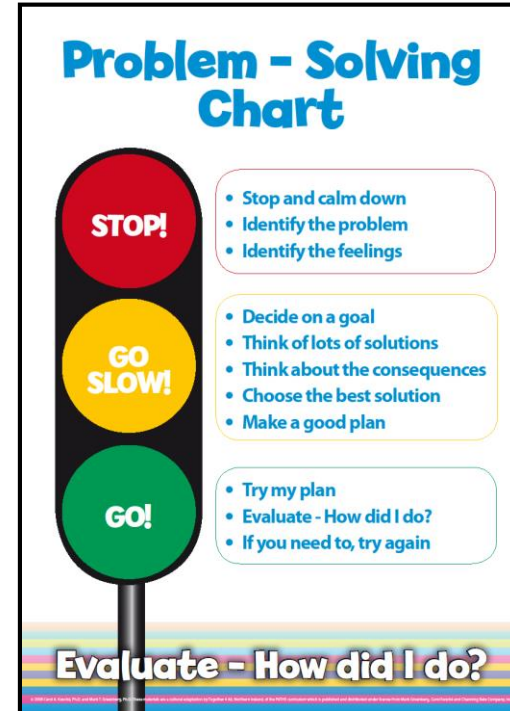 Problem - Solving
Chart
STOP!
• Stop and calm down
• Identify the problem
• Identify the feelings
GO
SLOW!
• Decide on a goal
• Think of lots of solutions
• Think about the consequences
• Choose the best solution
• Make a good plan
GO!
• Try my plan
• Evaluate - How did I do?
• If you need to, try again
Evaluate - How did I do?